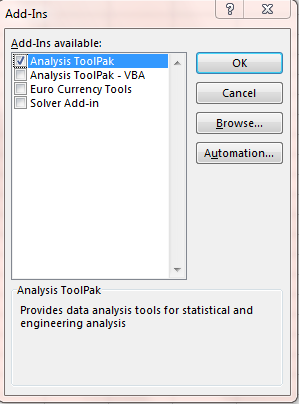 Add-Ins
?
Add-Ins available:
Analysis ToolPak
Analysis ToolPak - VBA
Euro Currency Tools
Solver Add-in
OK
Cancel
Browse...
Automation...
Analysis ToolPak
Provides data analysis tools for statistical and
engineering analysis